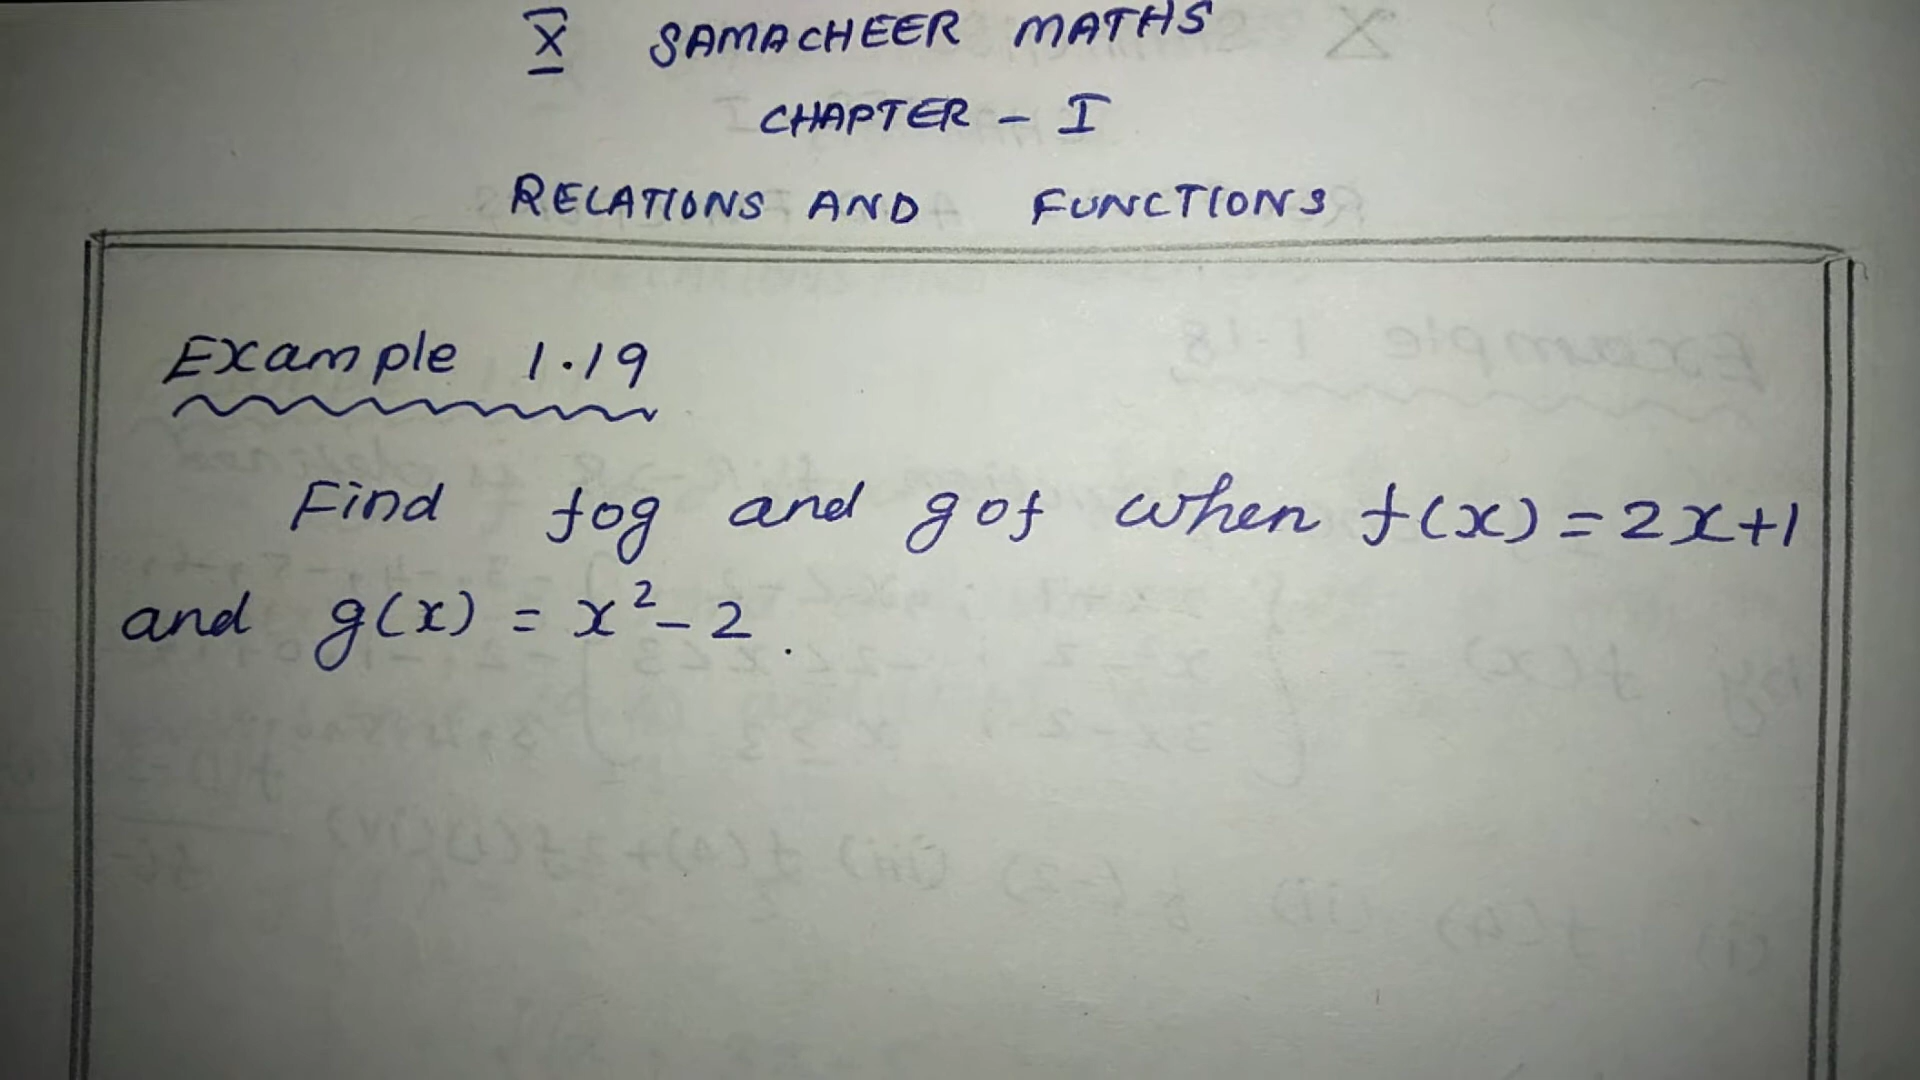 X SAMACHEER MATHS
CHAPTER - I
RELATIONS AND FUNCTIONS
Example 1.19
Find fog and gof when f(x) = 2x+1
and g(x) = x² - 2.